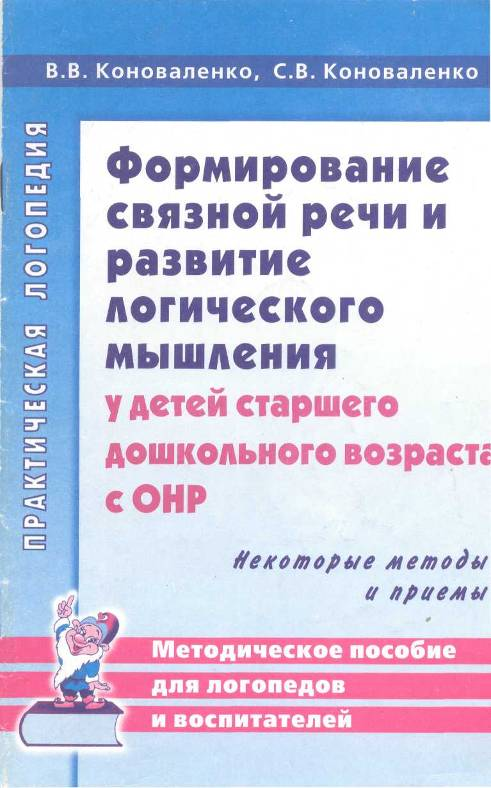 В.В. Коноваленко, С.В. Коноваленко
ПРАКТИЧЕСКАЯ ЛОГОПЕДИЯ
Формирование
связной речи и
развитие
логического
мышления
у детей старшего
дошкольного возраста
с ОНР
Некоторые методы
и приемы
Методическое пособие
для логопедов
и воспитателей